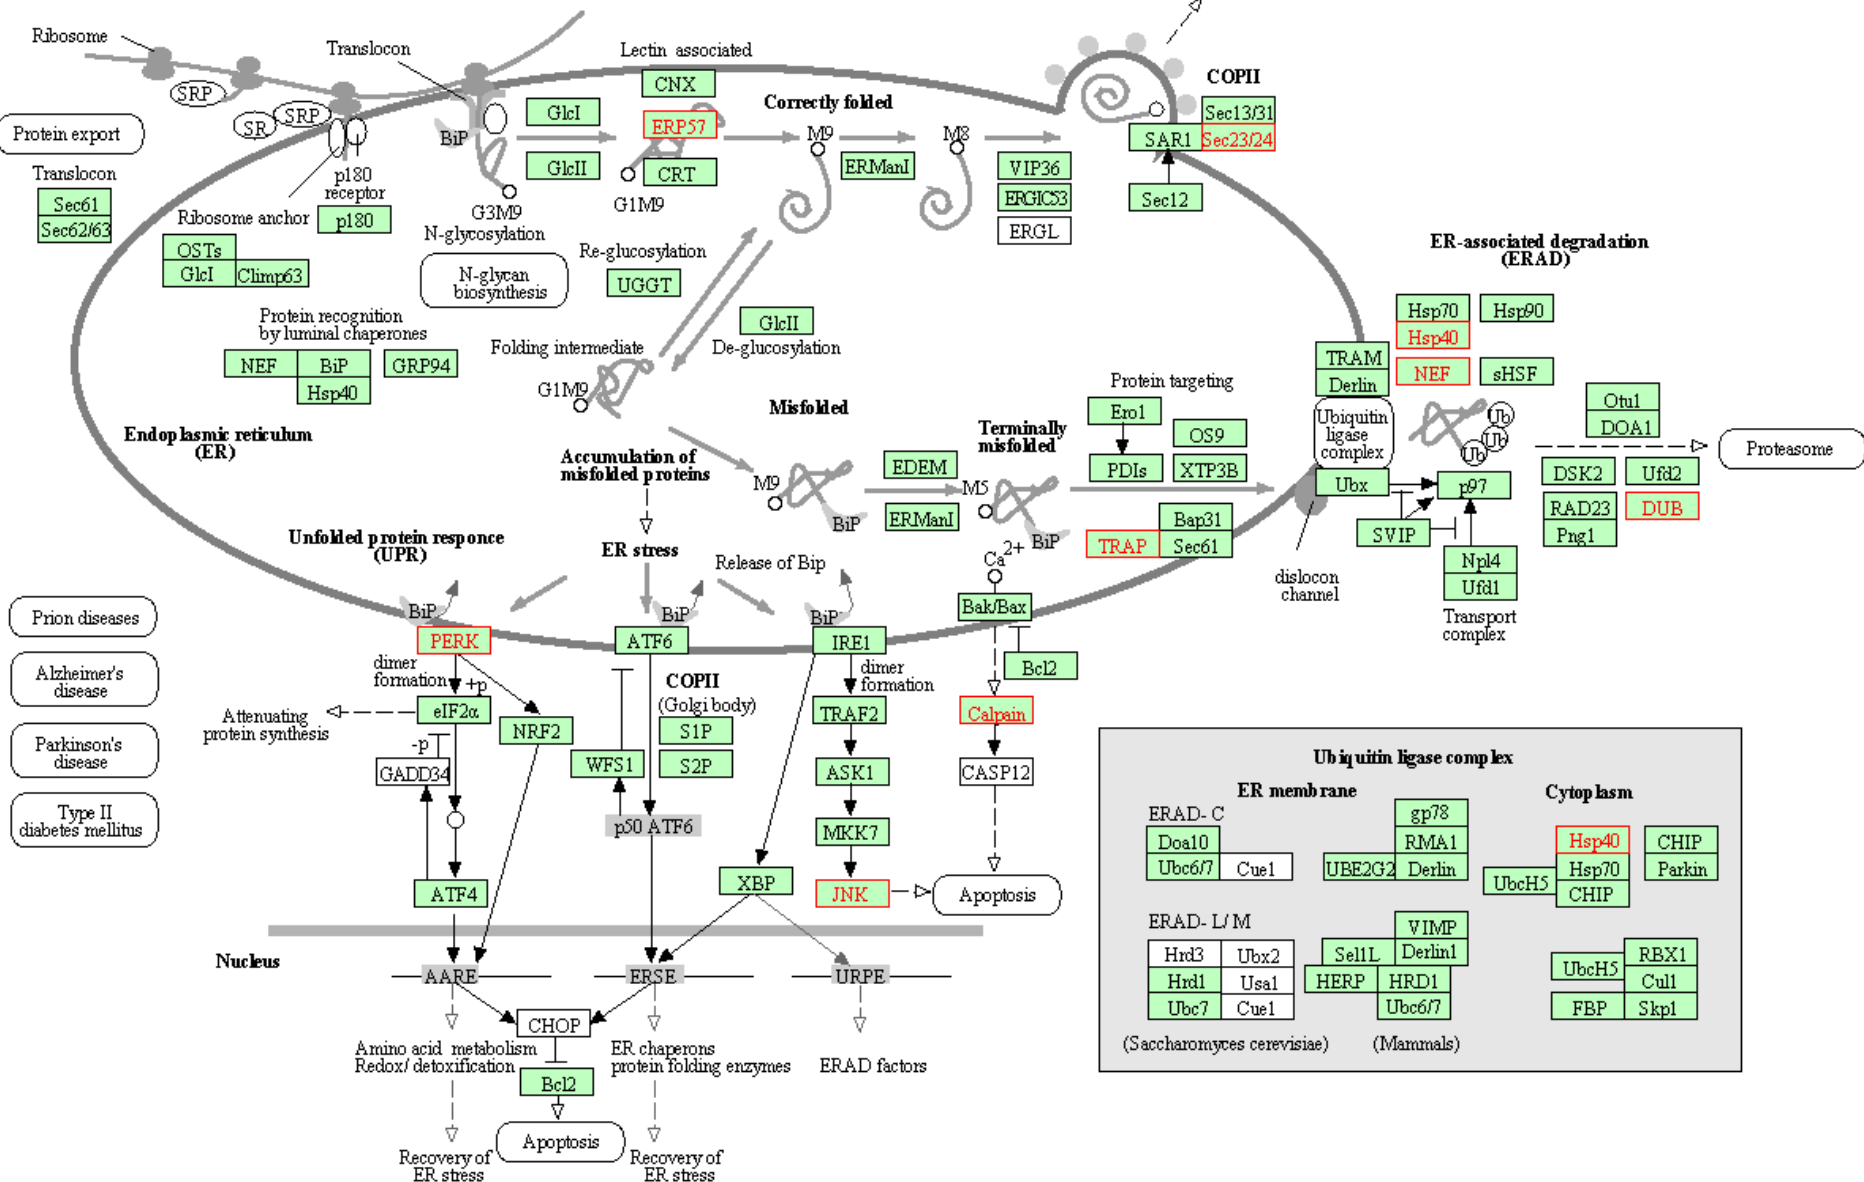 Ribosome
Translocon
Lectin associated
CNX
COPII
SRP
SRP
SR
GlcI
ERP57
Correctly folded
Sec13/31
Protein export
BiP
M9
M8
SAR1
Sec23/24
Translocon
p180
receptor
GlcII
CRT
ERManI
VIP36
Sec61
Sec62/63
Ribosome anchor
p180
G3M9
G1M9
ERGIC53
Sec12
N-glycosylation
ERGL
OSTs
GlcI
Climp63
N-glycan
biosynthesis
Re-glucosylation
UGGT
ER-associated degradation
(ERAD)
Protein recognition
by luminal chaperones
GlcII
De-glucosylation
Hsp70
Hsp90
Hsp40
NEF
BiP
GRP94
Hsp40
Folding intermediate
G1M9
TRAM
Derlin
NEF
sHSF
Protein targeting
Misfolded
Ero1
Ubiquitin
ligase
complex
Ub
Ub
Ub
Otu1
DOA1
Endoplasmic reticulum
(ER)
Terminally
misfolded
OS9
Proteasome
Accumulation of
misfolded proteins
EDEM
PDIs
XTP3B
DSK2
Ufd2
M9
M5
Ubx
p97
BiP
ERManI
BiP
Bap31
RAD23
DUB
Unfolded protein responce
(UPR)
ER stress
Release of Bip
Ca2+
TRAP
Sec61
SVIP
Png1
Npl4
Ufd1
dislocon
channel
Transport
complex
BiP
BiP
BiP
Bak/Bax
Prion diseases
PERK
ATF6
IRE1
Bcl2
Alzheimer's
disease
dimer
formation
+p
COPII
(Golgi body)
dimer
formation
Attenuating
protein synthesis
eIF2α
NRF2
S1P
TRAF2
Calpain
Parkinson's
disease
-p
GADD34
WFS1
S2P
ASK1
CASP12
Type II
diabetes mellitus
p50 ATF6
MKK7
ATF4
XBP
JNK
Apoptosis
Nucleus
AARE
ERSE
URPE
CHOP
Amino acid metabolism
Redox/ detoxification
ER chaperons
protein folding enzymes
ERAD factors
Bcl2
Apoptosis
Recovery of
ER stress
Recovery of
ER stress
Ubiquitin ligase complex
ER membrane
Cytoplasm
ERAD- C
gp78
Doa10
RMA1
Hsp40
CHIP
Ubc6/7
Cue1
UBE2G2
Derlin
UbcH5
Hsp70
Parkin
CHIP
ERAD- L/ M
VIMP
Hrd3
Ubx2
Sel1L
Derlin1
RBX1
Hrd1
Usa1
HERP
HRD1
UbcH5
Cul1
Ubc7
Cue1
Ubc6/7
FBP
Skp1
(Saccharomyces cerevisiae)
(Mammals)